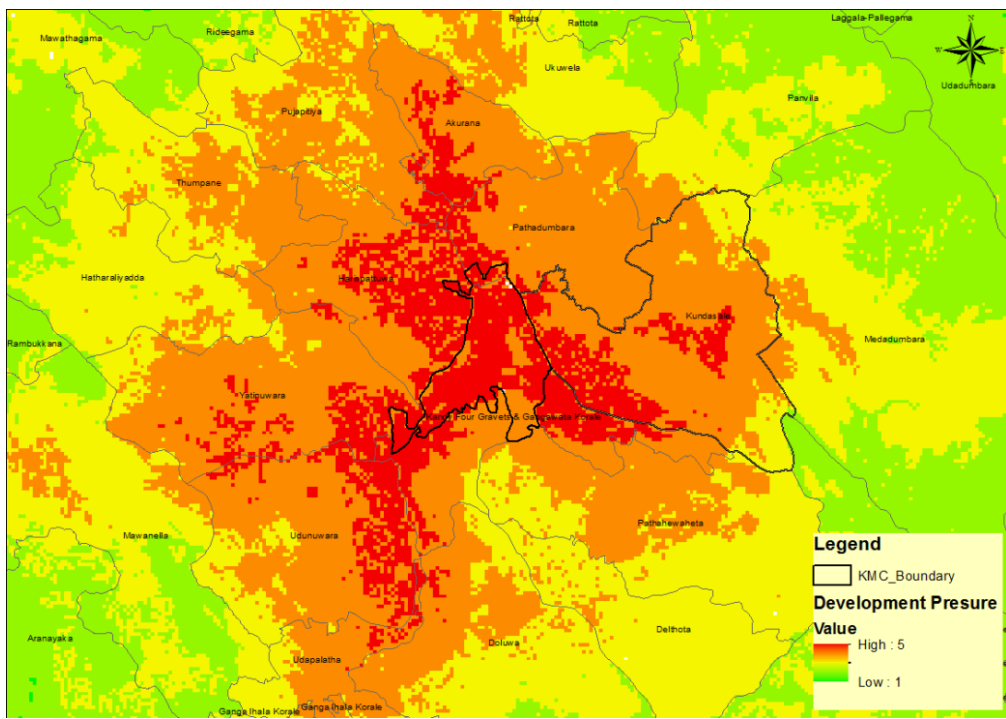 Mawathagama
Rideegama
Rattota
Rattota
Laggala-Pallegama
N
W
E
S
Ukuwela
Udadumbara
Panvila
Pujapitiya
Akurana
Thumpane
Pathadumbara
Hatharaliyadda
Harispattuwa
Kundasale
Rambukkana
Medadumbara
Yatipuwara
Kandy Four Gravets & Gangawata Korale
Pathahewaheta
Mawanella
Udunuwara
Legend
KMC_Boundary
Development Presure
Value
High : 5
Low : 1
Aranayaka
Doluwa
Delthota
Udapalatha
Ganga Ihala Korale
Ganga Ihala Korale